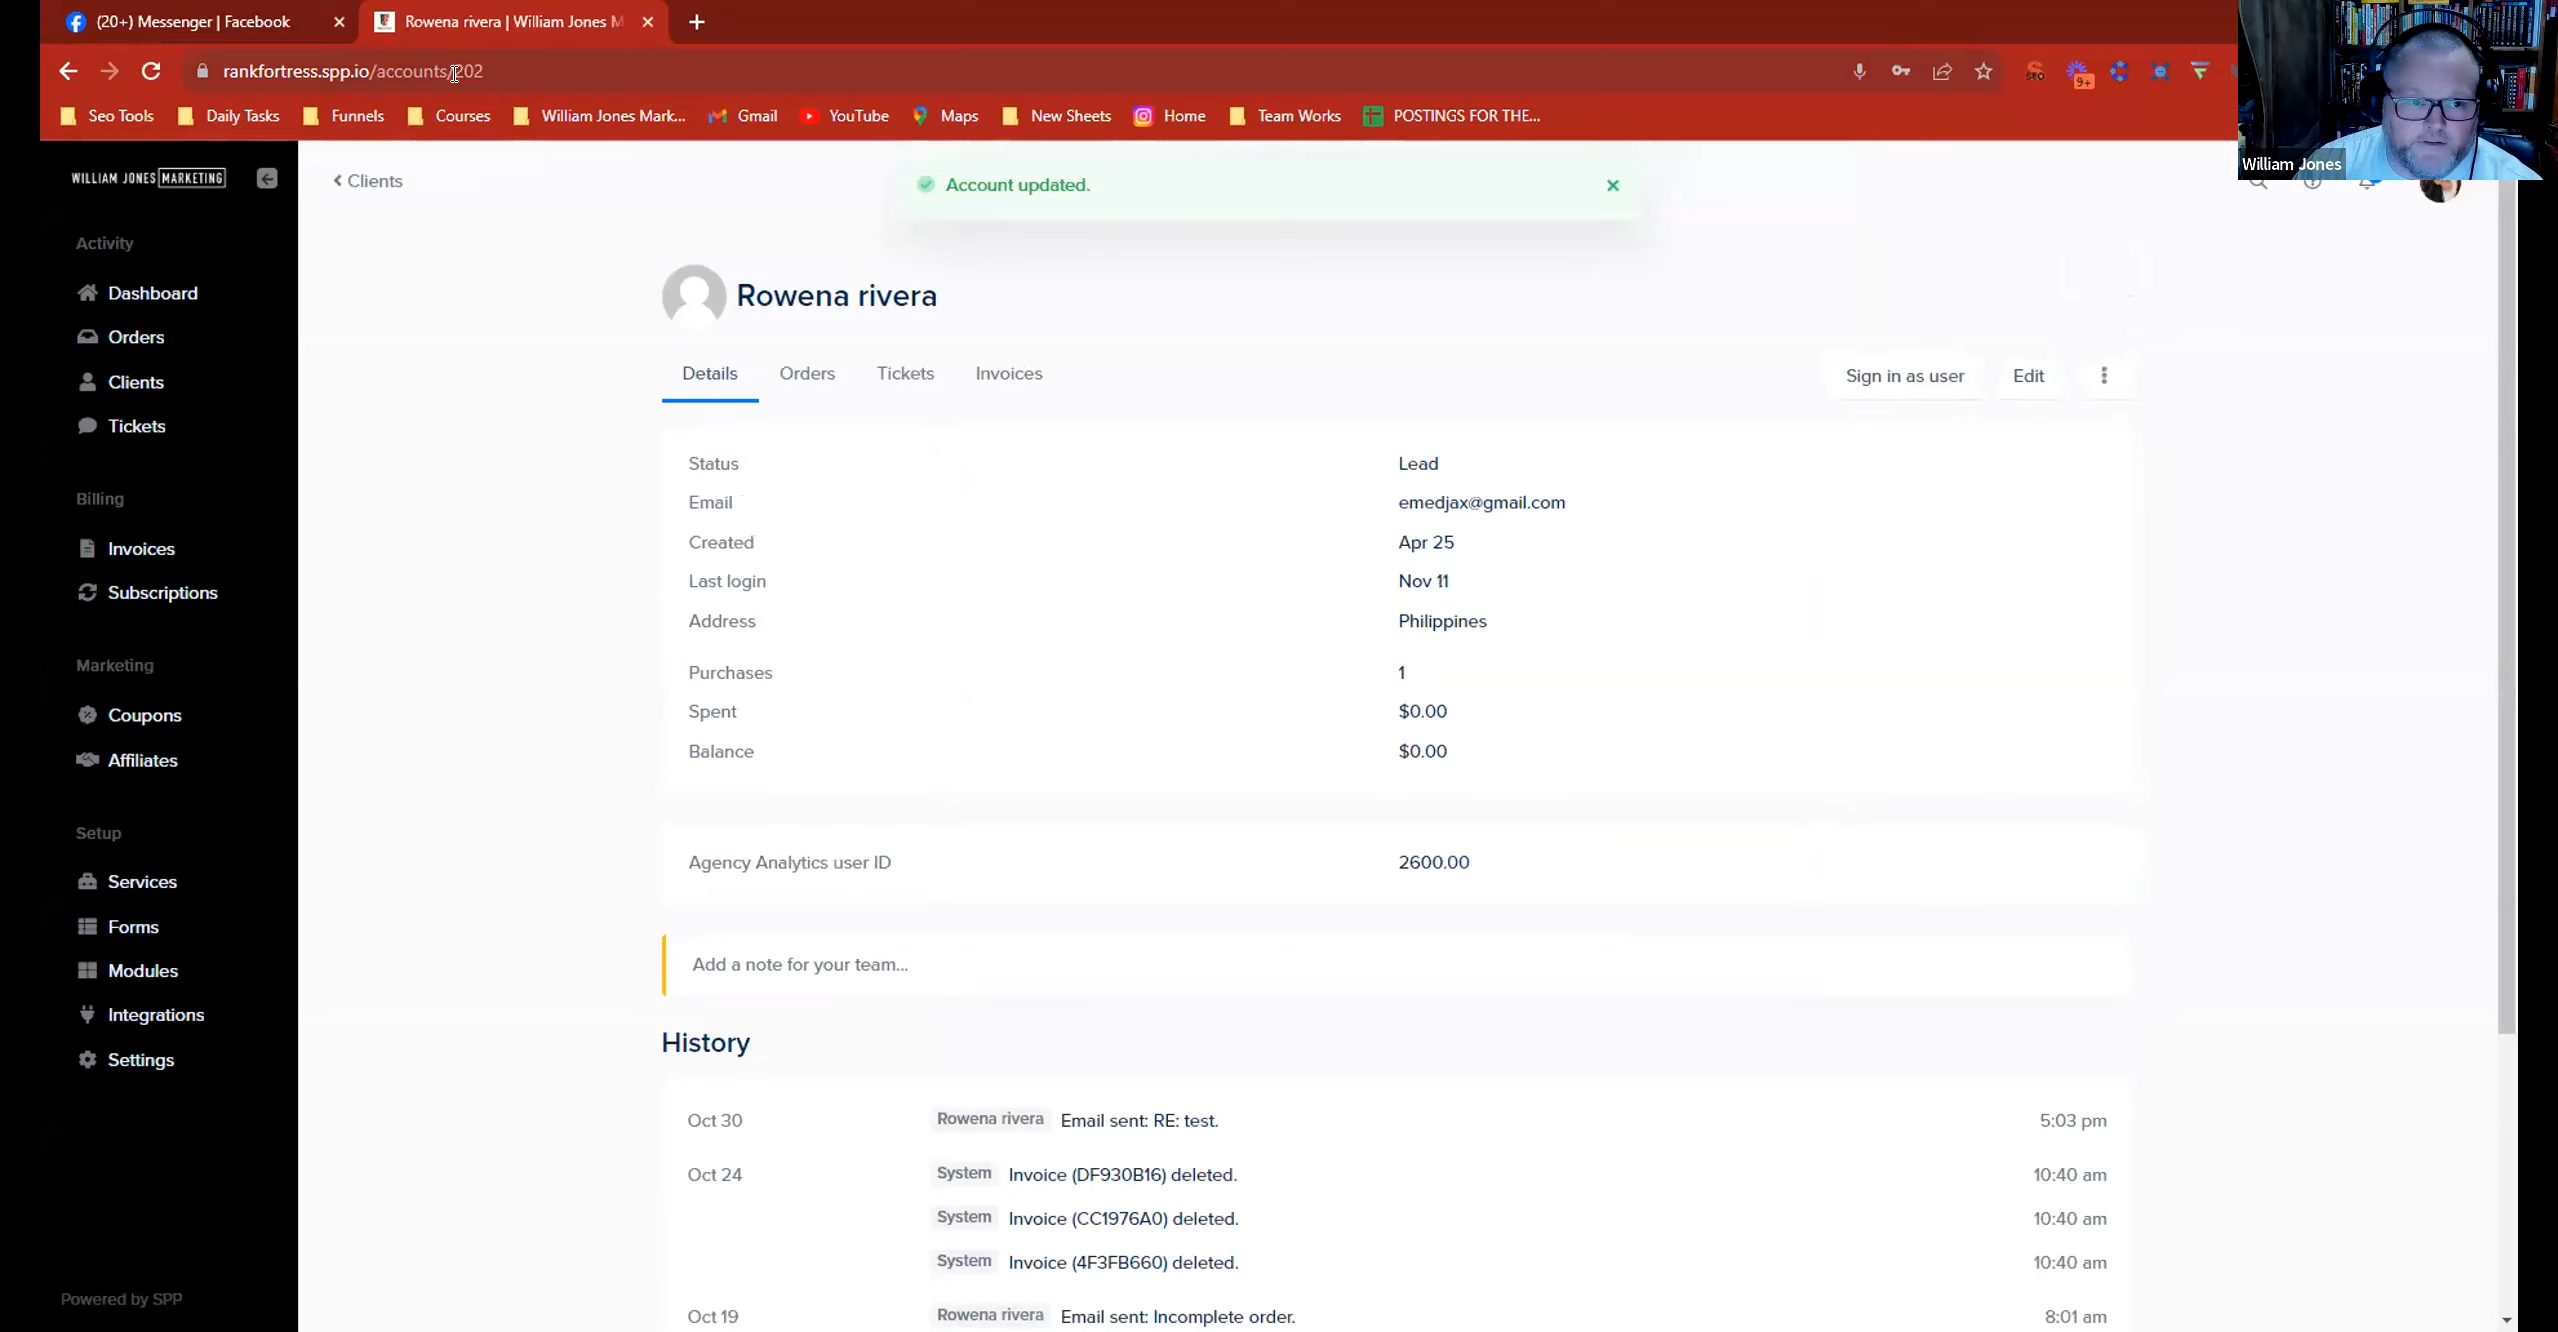 (20+) Messenger | Facebook
Rowena rivera | William Jones M
rankfortress.spp.io/accounts/202
9+
Seo Tools
Daily Tasks
Funnels
Courses
William Jones Mark...
Gmail
YouTube
Maps
New Sheets
Home
Team Works
POSTINGS FOR THE...
William Jones
WILLIAM JONES MARKETING
Clients
Account updated.
Activity
Dashboard
Orders
Clients
Tickets
Billing
Invoices
Subscriptions
Marketing
Coupons
Affiliates
Setup
Services
Forms
Modules
Integrations
Settings
Powered by SPP
Rowena rivera
Details Orders Tickets Invoices
Sign in as user Edit
Status Lead
Email emedjax@gmail.com
Created Apr 25
Last login Nov 11
Address Philippines
Purchases 1
Spent $0.00
Balance $0.00
Agency Analytics user ID 2600.00
Add a note for your team...
History
Oct 30 Rowena rivera Email sent: RE: test. 5:03 pm
Oct 24 System Invoice (DF930B16) deleted. 10:40 am
System Invoice (CC1976A0) deleted. 10:40 am
System Invoice (4F3FB660) deleted. 10:40 am
Oct 19 Rowena rivera Email sent: Incomplete order. 8:01 am